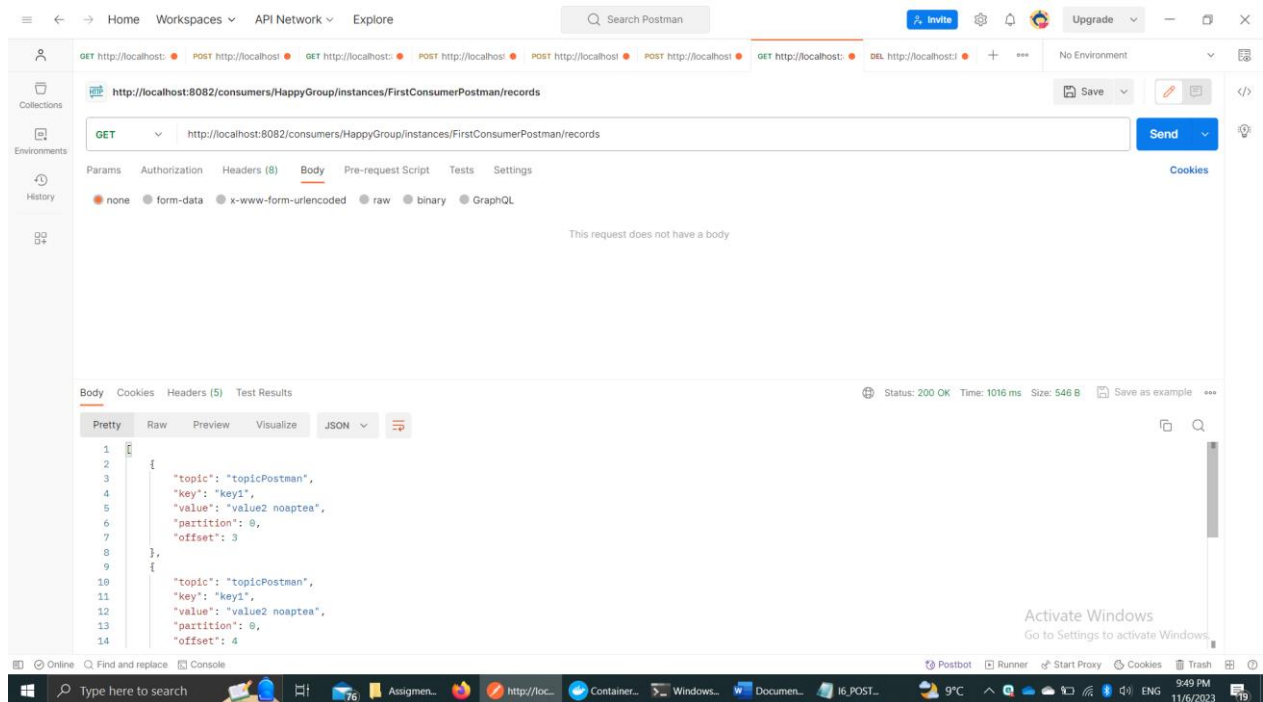 Home Workspaces API Network Explore Search Postman Invite Upgrade
GET http://localhost: POST http://localhost GET http://localhost: POST http://localhost POST http://localhost POST http://localhost GET http://localhost: DEL http://localhost:8 No Environment
Collections
Environments
History
HTTP http://localhost:8082/consumers/HappyGroup/instances/FirstConsumerPostman/records Save
GET http://localhost:8082/consumers/HappyGroup/instances/FirstConsumerPostman/records Send
Params Authorization Headers (8) Body Pre-request Script Tests Settings Cookies
none form-data x-www-form-urlencoded raw binary GraphQL
This request does not have a body
Body Cookies Headers (5) Test Results Status: 200 OK Time: 1016 ms Size: 546 B Save as example
Pretty Raw Preview Visualize JSON
1 [
2 {
3 "topic": "topicPostman",
4 "key": "key1",
5 "value": "value2 noaptea",
6 "partition": 0,
7 "offset": 3
8 },
9 {
10 "topic": "topicPostman",
11 "key": "key1",
12 "value": "value2 noaptea",
13 "partition": 0,
14 "offset": 4
Activate Windows
Go to Settings to activate Windows.
Online Find and replace Console Postbot Runner Start Proxy Cookies Trash
Type here to search 76 Assigmen... http://loc... Container... Windows... Documen... I6_POST... 9°C ENG 9:49 PM
11/6/2023 19